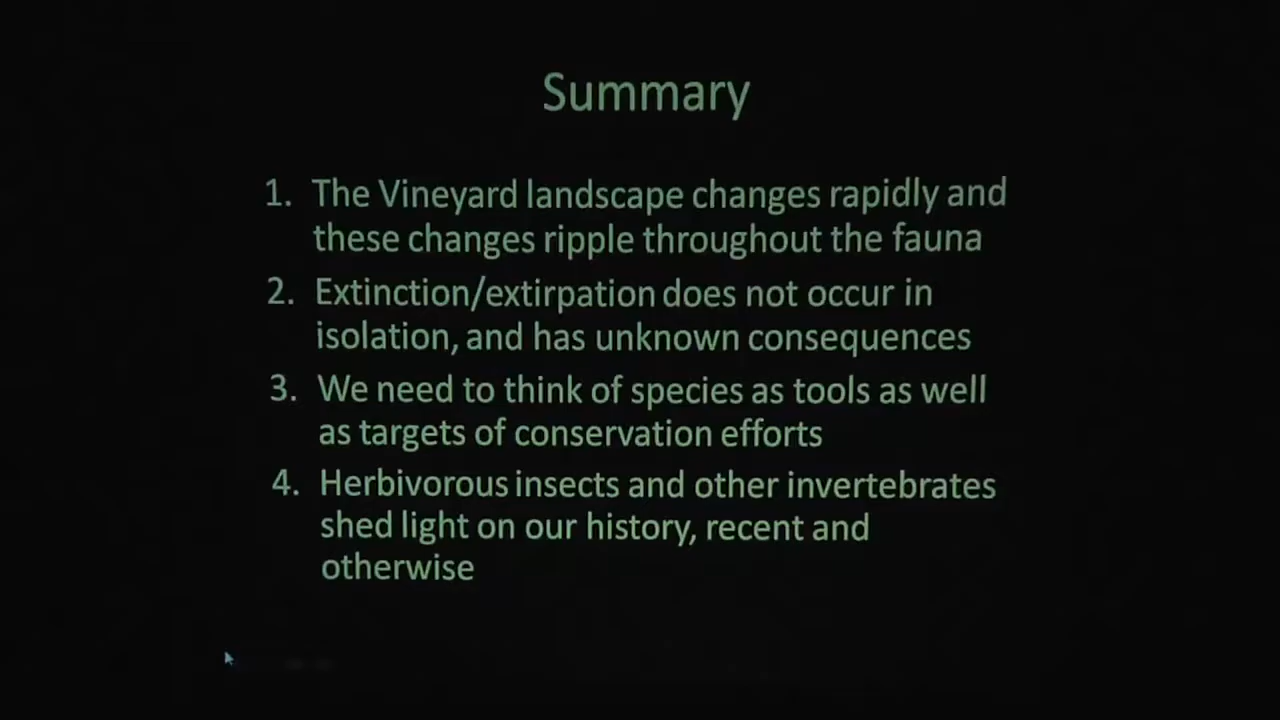 Summary
1. The Vineyard landscape changes rapidly and
these changes ripple throughout the fauna
2. Extinction/extirpation does not occur in
isolation, and has unknown consequences
3. We need to think of species as tools as well
as targets of conservation efforts
4. Herbivorous insects and other invertebrates
shed light on our history, recent and
otherwise